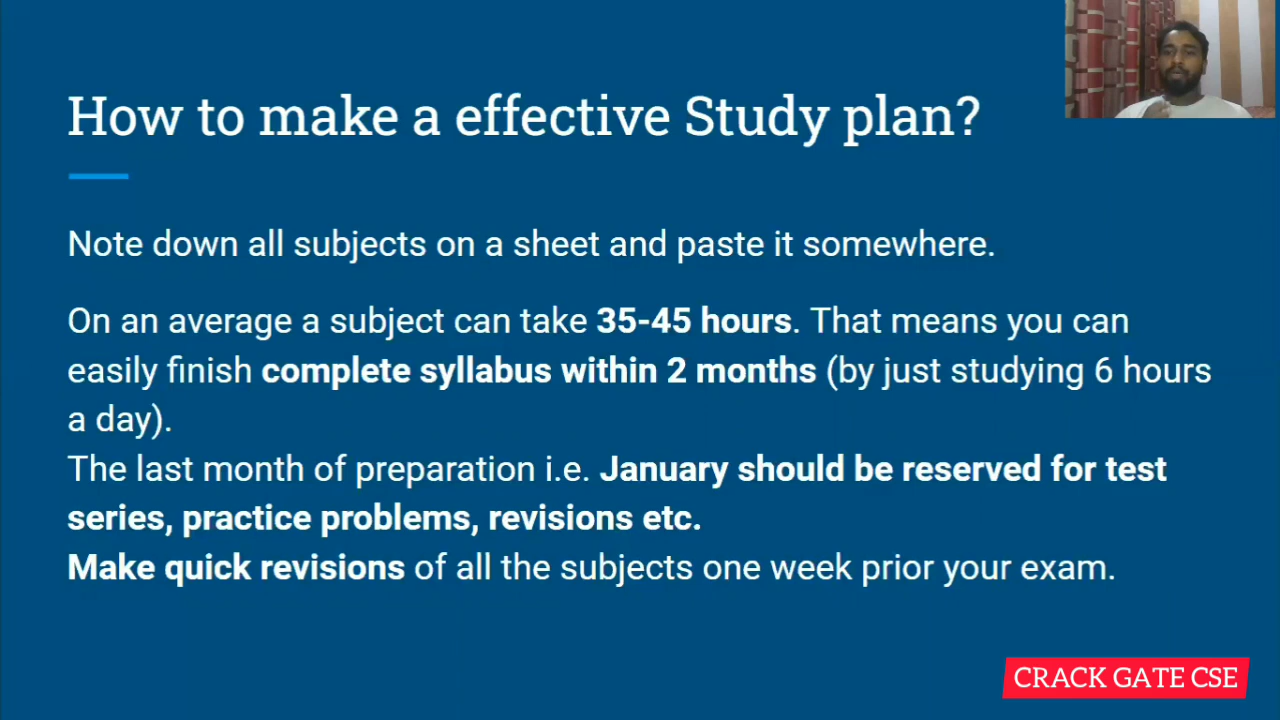 How to make a effective Study plan?
Note down all subjects on a sheet and paste it somewhere.
On an average a subject can take 35-45 hours. That means you can
easily finish complete syllabus within 2 months (by just studying 6 hours
a day).
The last month of preparation i.e. January should be reserved for test
series, practice problems, revisions etc.
Make quick revisions of all the subjects one week prior your exam.
CRACK GATE CSE